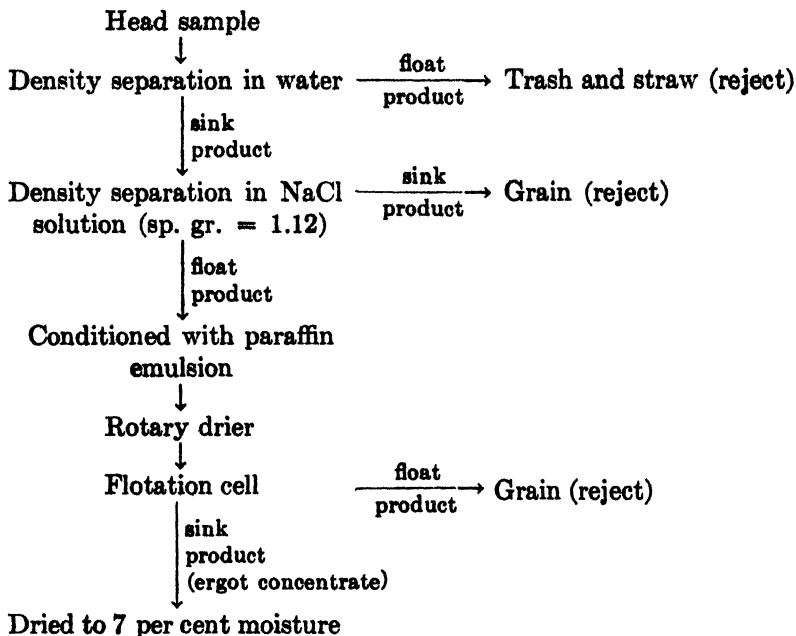 Head sample
Density separation in water
float
product
Trash and straw (reject)
sink
product
Density separation in NaCl
solution (sp. gr. = 1.12)
sink
product
Grain (reject)
float
product
Conditioned with paraffin
emulsion
Rotary drier
Flotation cell
float
product
Grain (reject)
sink
product
(ergot concentrate)
Dried to 7 per cent moisture